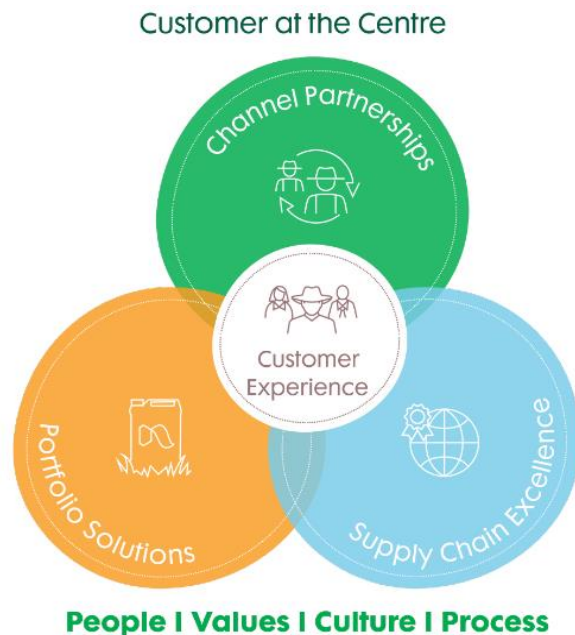 Customer at the Centre
Channel Partnerships
Customer
Experience
Portfolio Solutions
Supply Chain Excellence
People I Values I Culture I Process